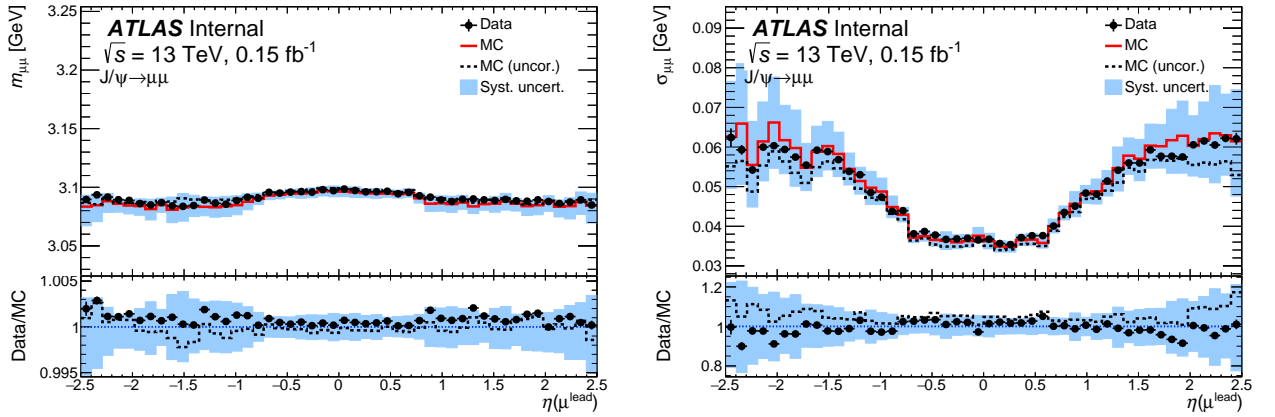 m_μμ [GeV]
3.25
3.2
3.15
3.1
3.05
ATLAS Internal
√s = 13 TeV, 0.15 fb⁻¹
J/ψ→μμ
Data
MC
MC (uncor.)
Syst. uncert.
Data/MC
1.005
1
0.995
−2.5 −2 −1.5 −1 −0.5 0 0.5 1 1.5 2 2.5
η(μ^lead)
σ_μμ [GeV]
0.09
0.08
0.07
0.06
0.05
0.04
0.03
ATLAS Internal
√s = 13 TeV, 0.15 fb⁻¹
J/ψ→μμ
Data
MC
MC (uncor.)
Syst. uncert.
Data/MC
1.2
1
0.8
−2.5 −2 −1.5 −1 −0.5 0 0.5 1 1.5 2 2.5
η(μ^lead)